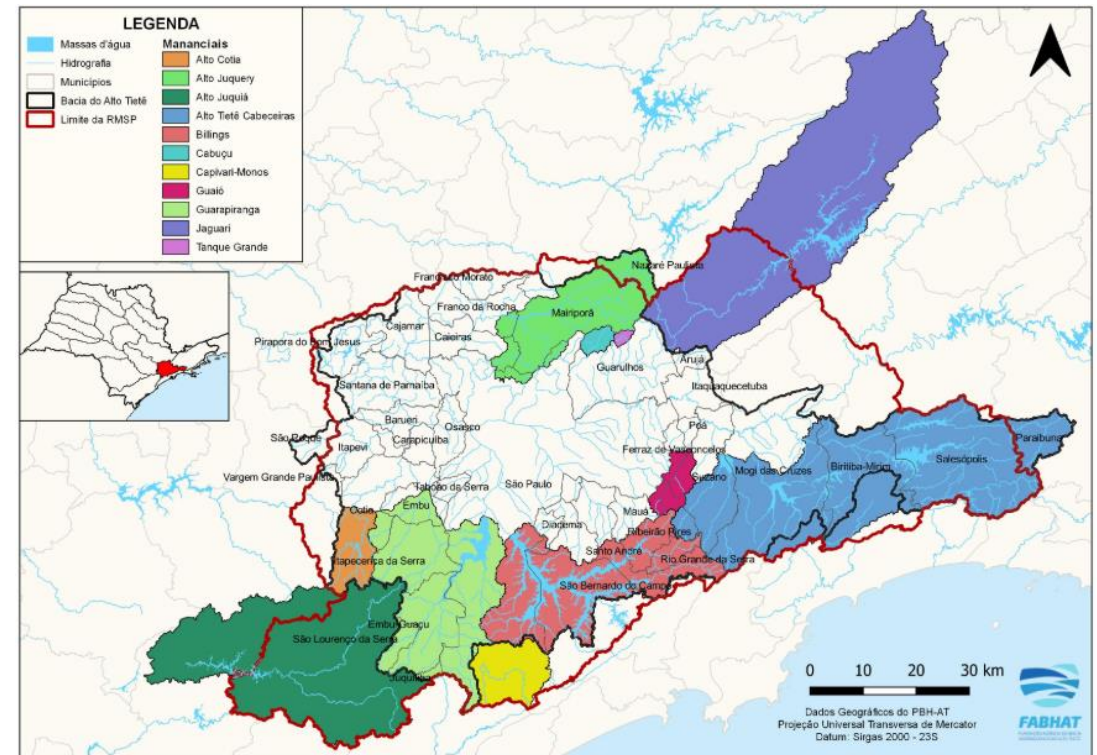 LEGENDA
Massas d'água
Hidrografia
Municípios
Bacia do Alto Tietê
Limite da RMSP
Mananciais
Alto Cotia
Alto Juquery
Alto Juquiá
Alto Tietê Cabeceiras
Billings
Cabuçu
Capivari-Monos
Guaió
Guarapiranga
Jaguari
Tanque Grande
Nazaré Paulista
Francisco Morato
Franco da Rocha
Mairiporã
Cajamar
Caieiras
Pirapora do Bom Jesus
Guarulhos
Arujá
Santana de Parnaíba
Itaquaquecetuba
Barueri
Osasco
Poá
São Roque
Itapevi
Carapicuíba
Ferraz de Vasconcelos
Paraibuna
Salesópolis
Mogi das Cruzes
Biritiba-Mirim
Suzano
Vargem Grande Paulista
Taboão da Serra
São Paulo
Embu
Cotia
Mauá
Diadema
Ribeirão Pires
Santo André
Rio Grande da Serra
Itapecerica da Serra
São Bernardo do Campo
Embu-Guaçu
São Lourenço da Serra
Juquitiba
0 10 20 30 km
Dados Geográficos do PBH-AT
Projeção Universal Transversa de Mercator
Datum: Sirgas 2000 - 23S
FABHAT